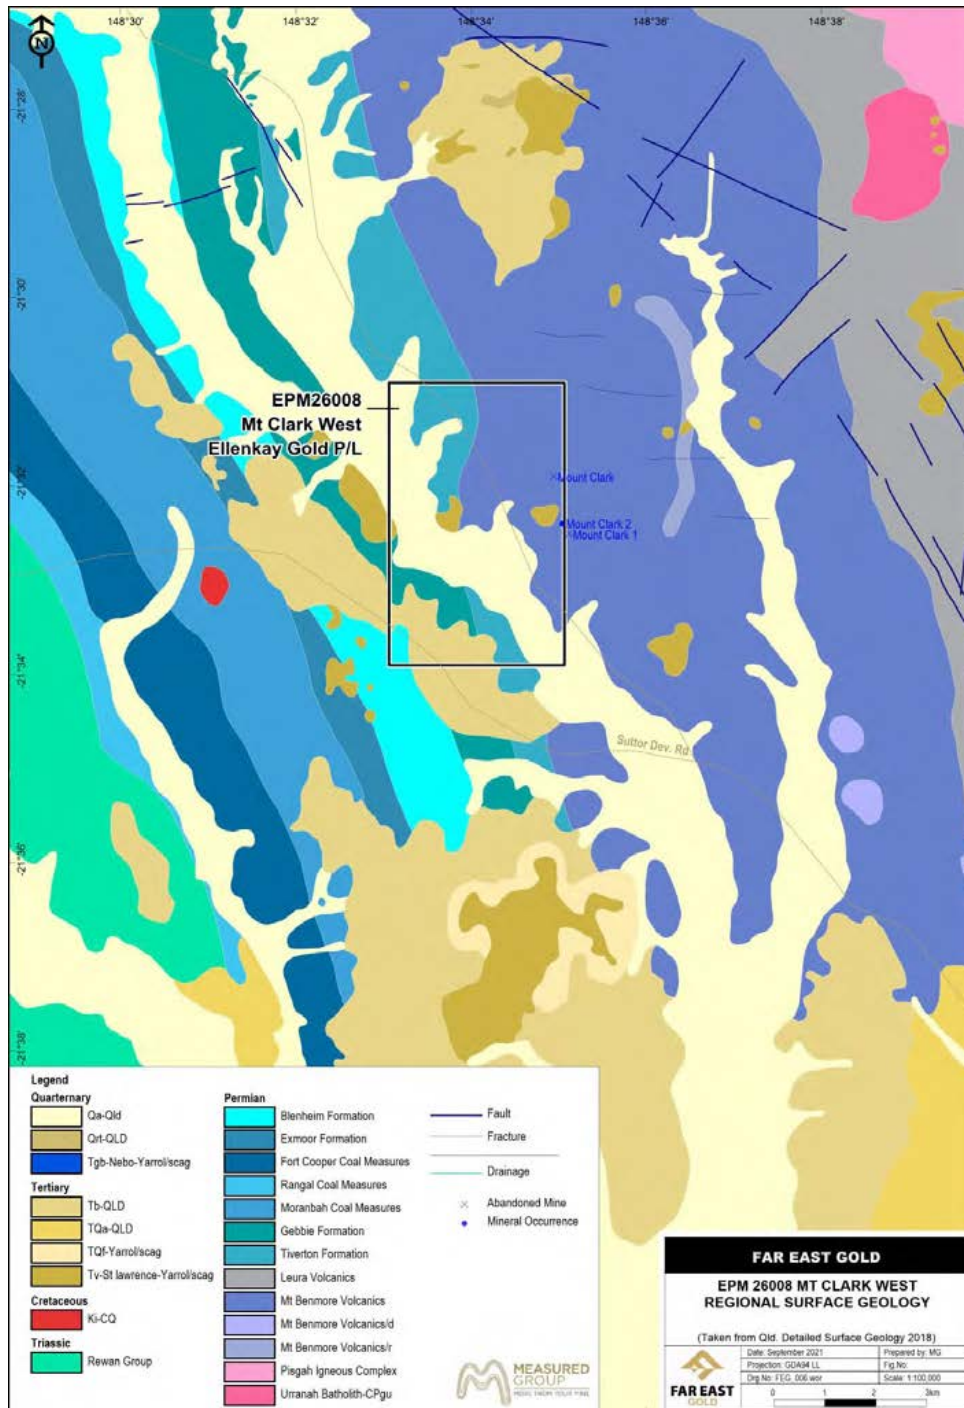 148°30'
148°32'
148°34'
148°36'
148°38'
N
-21°28'
-21°30'
EPM26008
Mt Clark West
Ellenkay Gold P/L
-21°32'
Mount Clark
Mount Clark 2
Mount Clark 1
-21°34'
Suttor Dev. Rd
-21°36'
-21°38'
Legend
Quarternary
Qa-Qld
Qrt-QLD
Tgb-Nebo-Yarrol/scag
Tertiary
Tb-QLD
TQa-QLD
TQf-Yarrol/scag
Tv-St lawrence-Yarrol/scag
Cretaceous
Ki-CQ
Triassic
Rewan Group
Permian
Blenheim Formation
Exmoor Formation
Fort Cooper Coal Measures
Rangal Coal Measures
Moranbah Coal Measures
Gebbie Formation
Tiverton Formation
Leura Volcanics
Mt Benmore Volcanics
Mt Benmore Volcanics/d
Mt Benmore Volcanics/r
Pisgah Igneous Complex
Urranah Batholith-CPgu
Fault
Fracture
Drainage
Abandoned Mine
Mineral Occurrence
MEASURED
GROUP
FAR EAST GOLD
EPM 26008 MT CLARK WEST
REGIONAL SURFACE GEOLOGY
(Taken from Qld. Detailed Surface Geology 2018)
Date: September 2021
Prepared by: MG
Projection: GDA94 LL
Fig No:
Drg No: FEG_006.wor
Scale: 1:100,000
FAR EAST
GOLD
0 1 2 3km